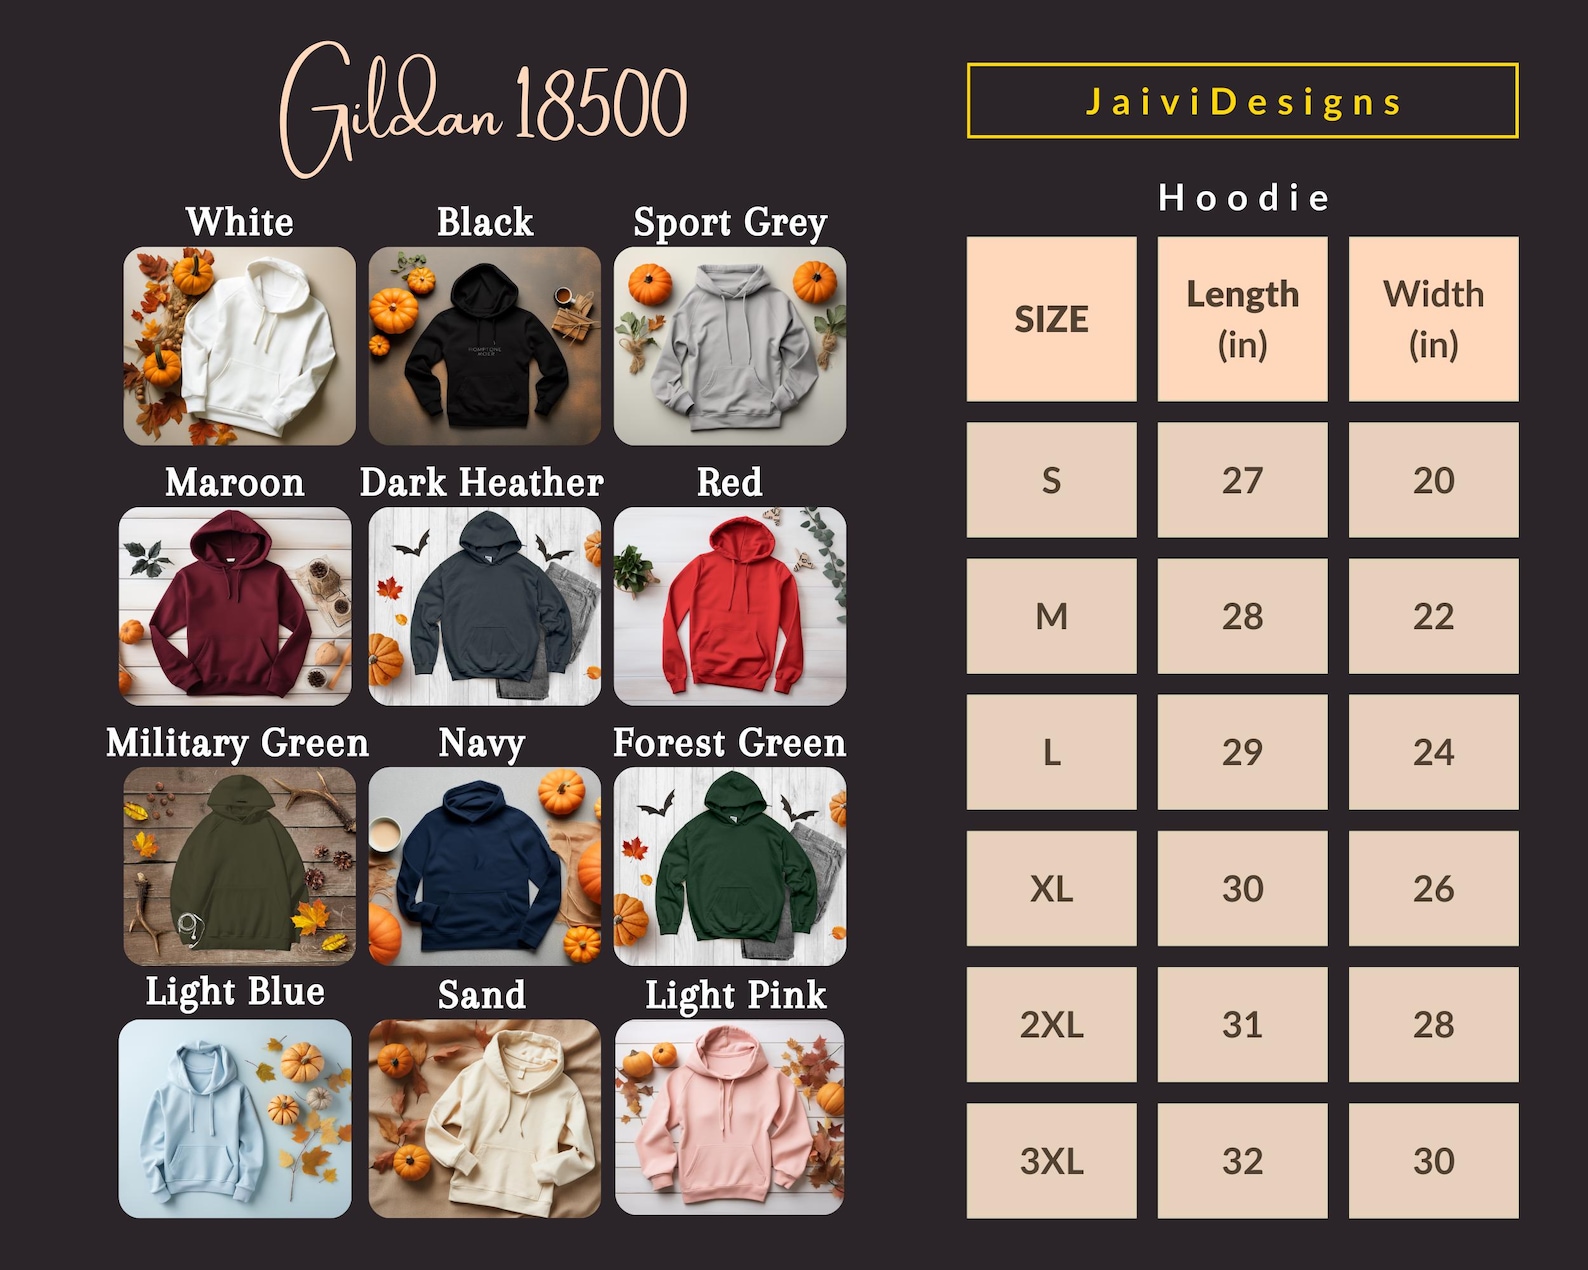 Gildan 18500
White Black Sport Grey
Maroon Dark Heather Red
Military Green Navy Forest Green
Light Blue Sand Light Pink
JaiviDesigns
Hoodie
SIZE Length (in) Width (in)
S 27 20
M 28 22
L 29 24
XL 30 26
2XL 31 28
3XL 32 30